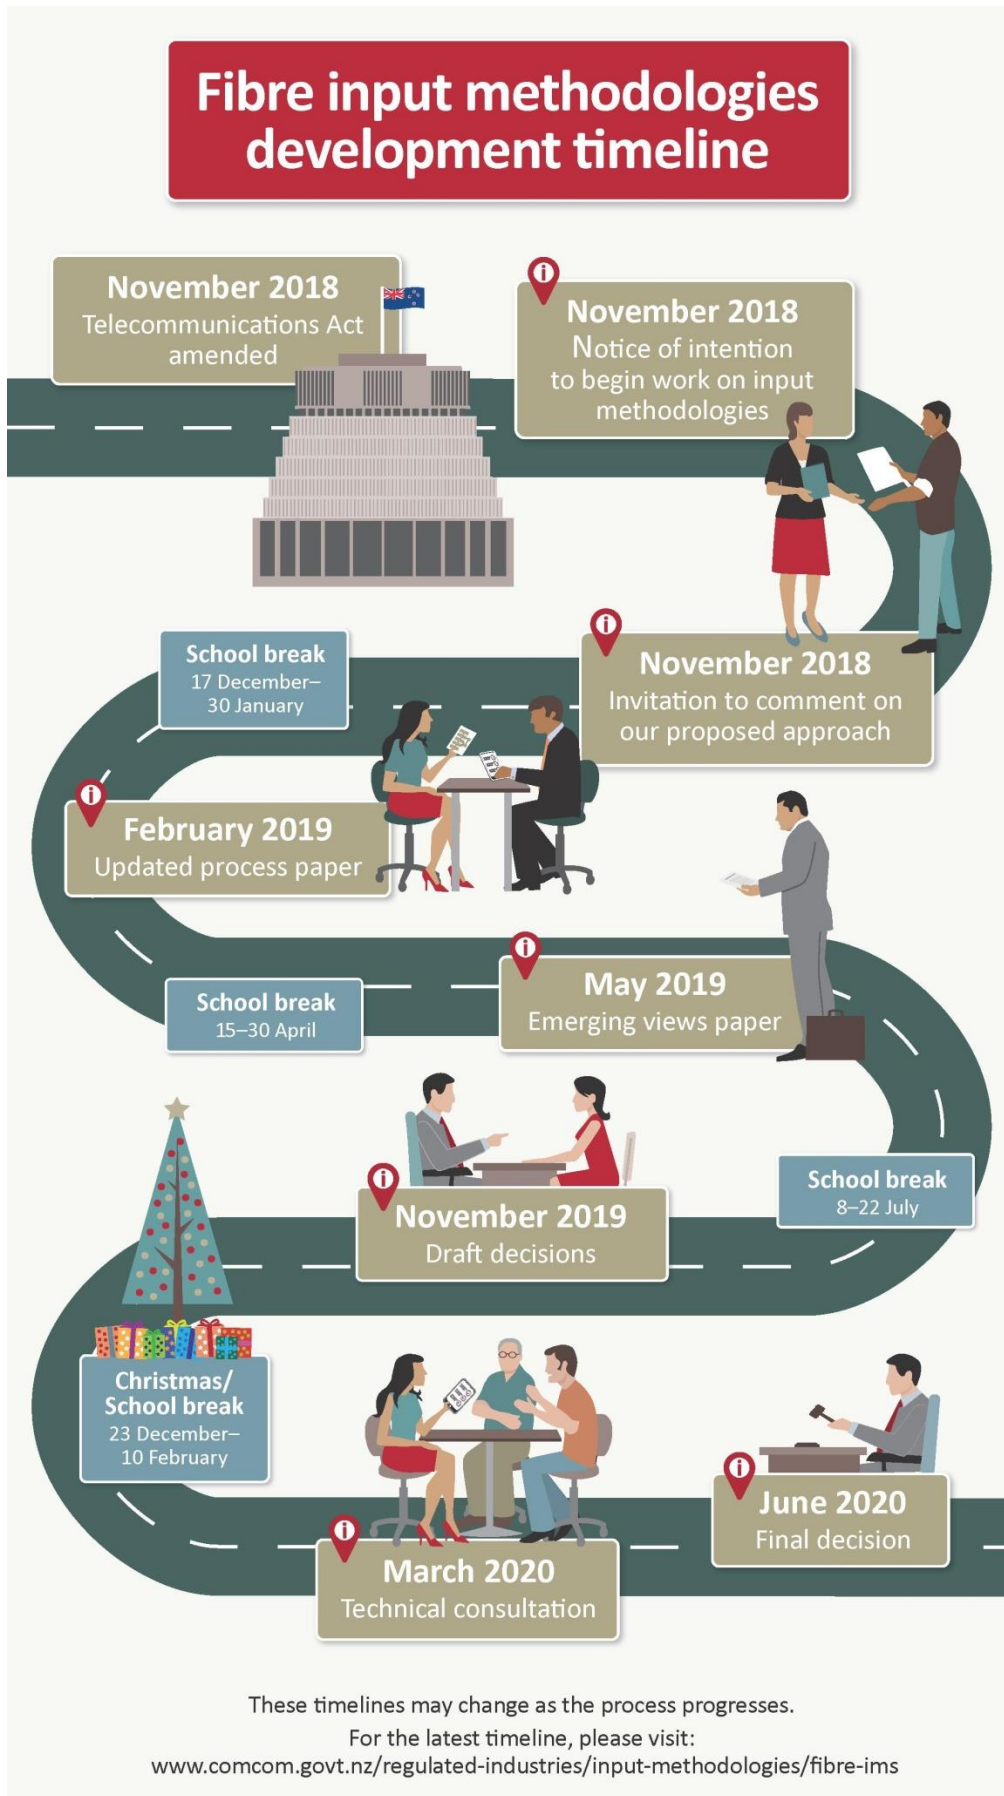 Fibre input methodologies
development timeline
November 2018
Telecommunications Act
amended
November 2018
Notice of intention
to begin work on input
methodologies
November 2018
Invitation to comment on
our proposed approach
School break
17 December–
30 January
February 2019
Updated process paper
School break
15–30 April
May 2019
Emerging views paper
School break
8–22 July
November 2019
Draft decisions
Christmas/
School break
23 December–
10 February
March 2020
Technical consultation
June 2020
Final decision
These timelines may change as the process progresses.
For the latest timeline, please visit:
www.comcom.govt.nz/regulated-industries/input-methodologies/fibre-ims